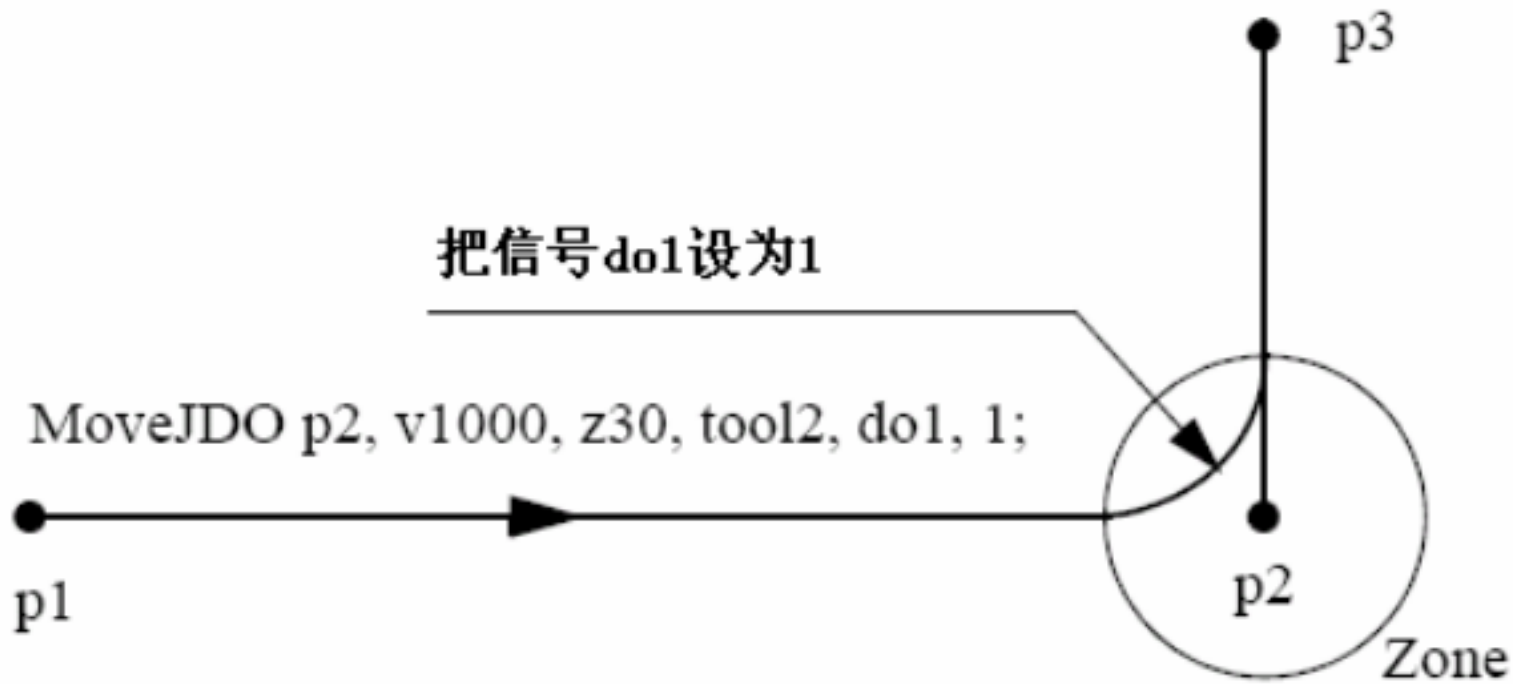 p3
把信号do1设为1
MoveJDO p2, v1000, z30, tool2, do1, 1;
p1
p2
Zone